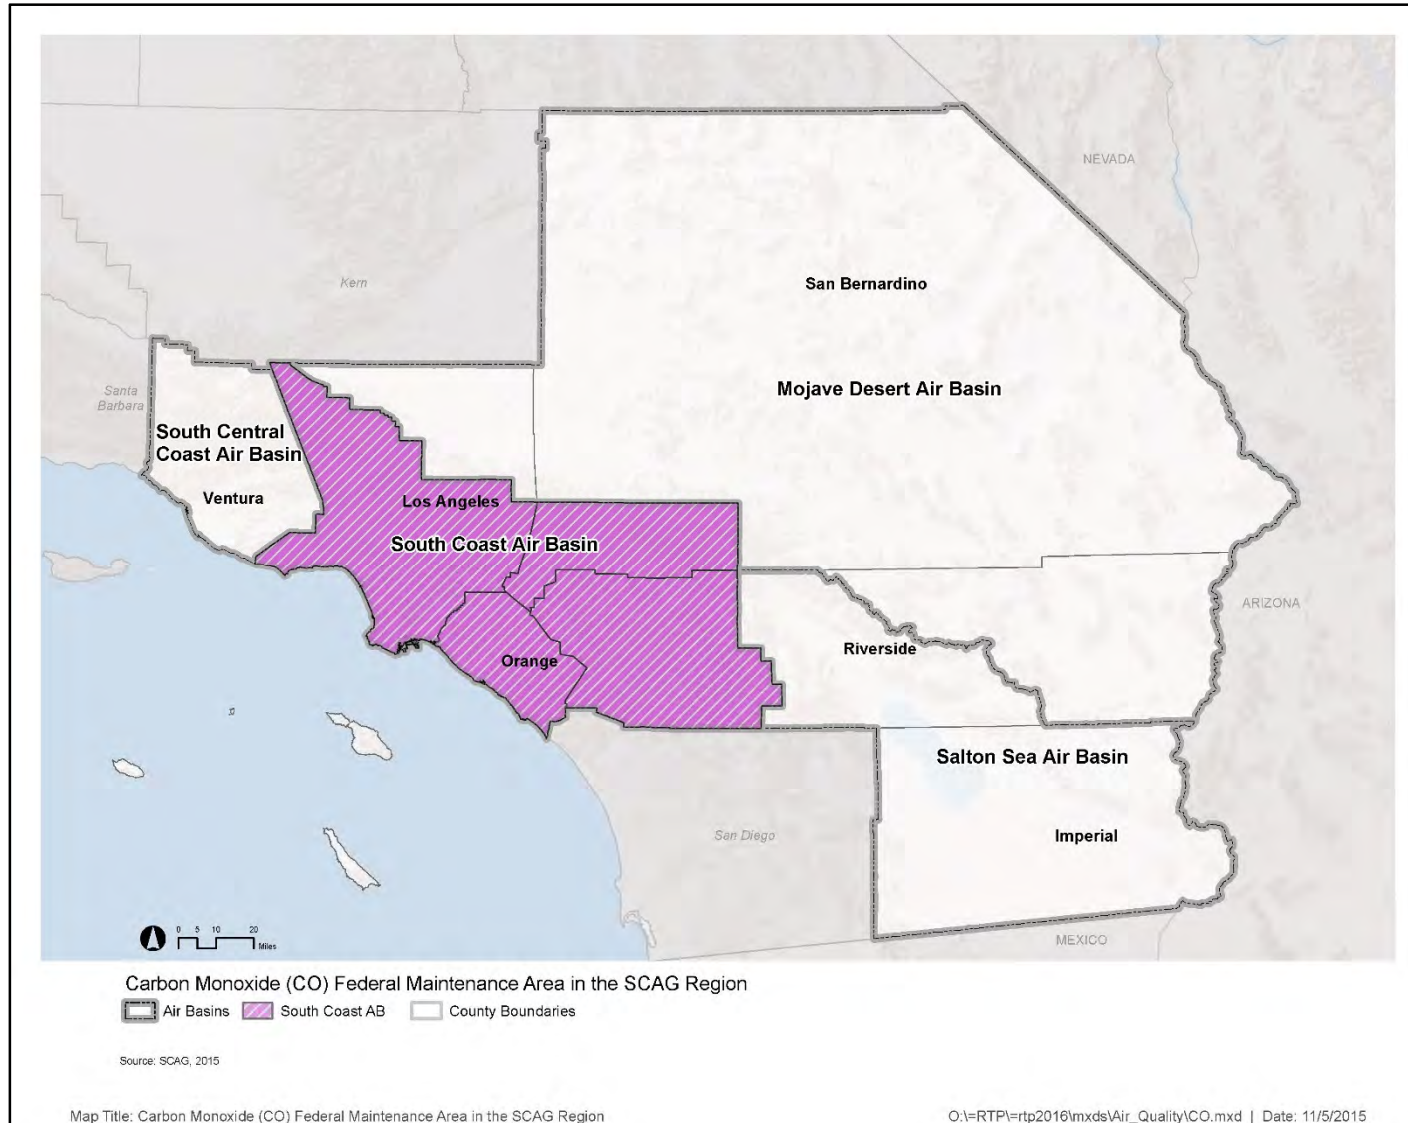 NEVADA
Kern
San Bernardino
Santa
Barbara
Mojave Desert Air Basin
South Central
Coast Air Basin
Ventura
Los Angeles
South Coast Air Basin
ARIZONA
Orange
Riverside
Salton Sea Air Basin
San Diego
Imperial
0 5 10 20
Miles
MEXICO
Carbon Monoxide (CO) Federal Maintenance Area in the SCAG Region
Air Basins South Coast AB County Boundaries
Source: SCAG, 2015
Map Title: Carbon Monoxide (CO) Federal Maintenance Area in the SCAG Region O:\=RTP\=rtp2016\mxds\Air_Quality\CO.mxd | Date: 11/5/2015